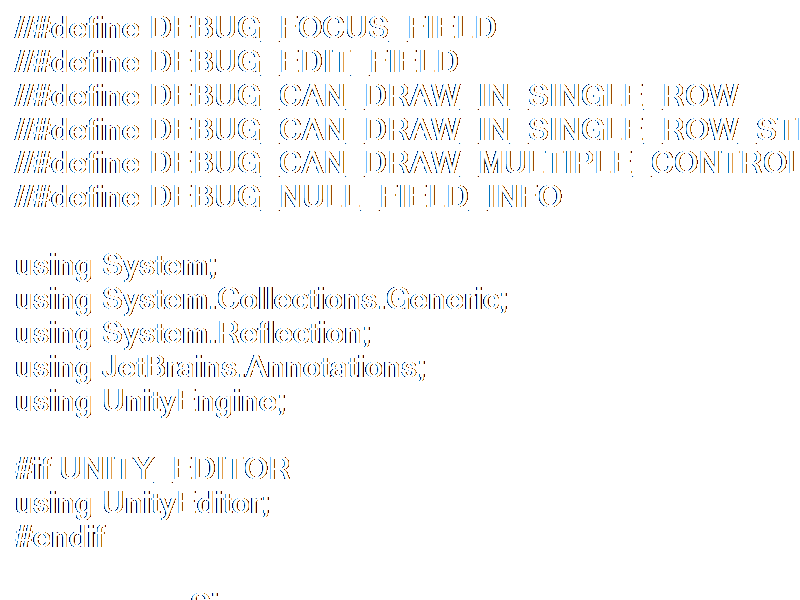 //#define DEBUG_FOCUS_FIELD
//#define DEBUG_EDIT_FIELD
//#define DEBUG_CAN_DRAW_IN_SINGLE_ROW
//#define DEBUG_CAN_DRAW_IN_SINGLE_ROW_ST
//#define DEBUG_CAN_DRAW_MULTIPLE_CONTROL
//#define DEBUG_NULL_FIELD_INFO
using System;
using System.Collections.Generic;
using System.Reflection;
using JetBrains.Annotations;
using UnityEngine;
#if UNITY_EDITOR
using UnityEditor;
#endif